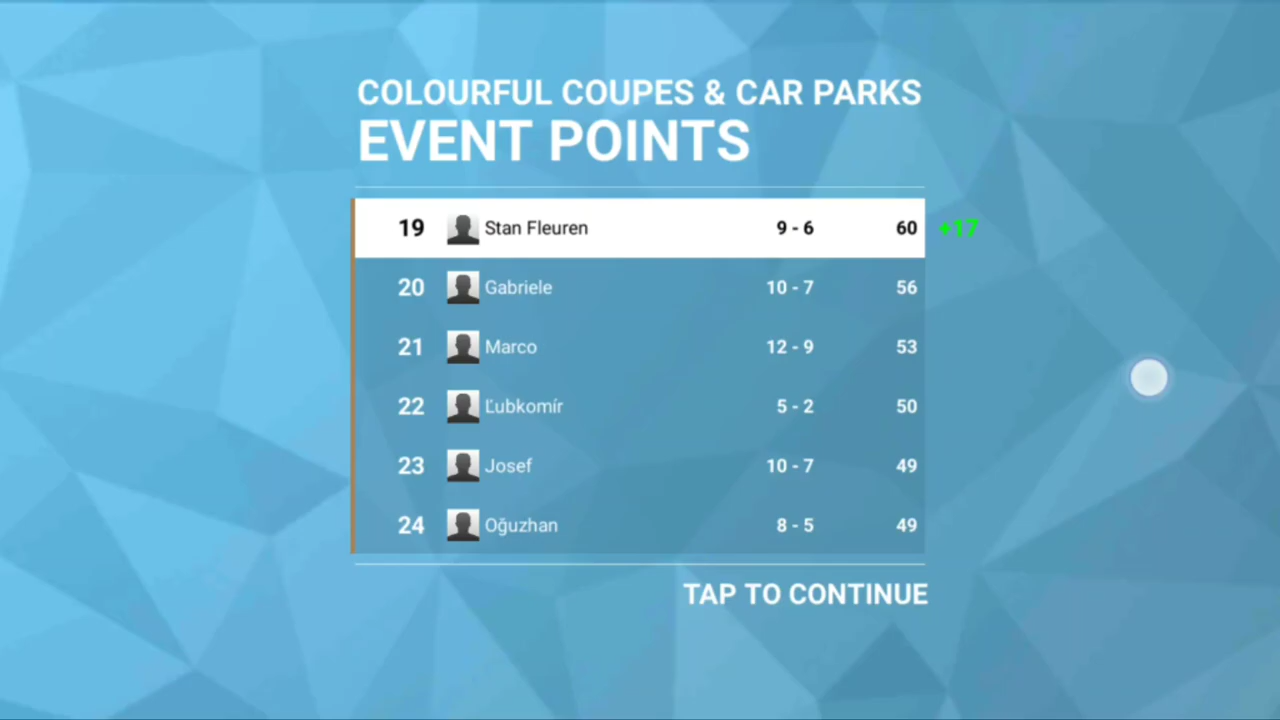 COLOURFUL COUPES & CAR PARKS
EVENT POINTS
19 Stan Fleuren 9 - 6 60 +17
20 Gabriele 10 - 7 56
21 Marco 12 - 9 53
22 Ľubkomír 5 - 2 50
23 Josef 10 - 7 49
24 Oğuzhan 8 - 5 49
TAP TO CONTINUE